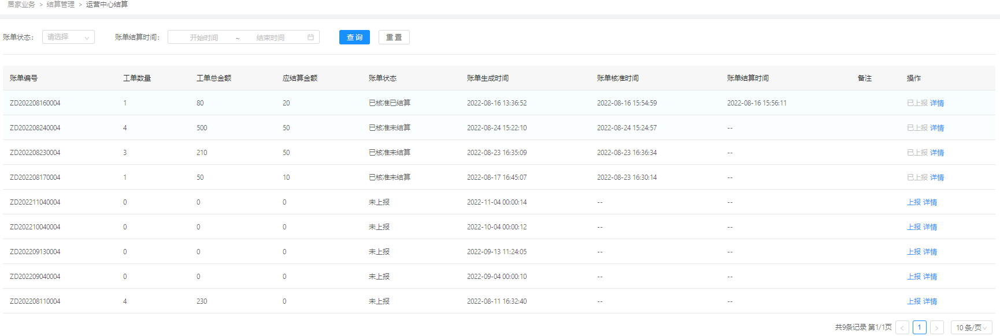 居家业务 > 结算管理 > 运营中心结算
账单状态: 请选择 账单结算时间: 开始时间 ~ 结束时间 查 询 重 置
账单编号 工单数量 工单总金额 应结算金额 账单状态 账单生成时间 账单核准时间 账单结算时间 备注 操作
ZD202208160004 1 80 20 已核准已结算 2022-08-16 13:36:52 2022-08-16 15:54:59 2022-08-16 15:56:11 已上报 详情
ZD202208240004 4 500 50 已核准未结算 2022-08-24 15:22:10 2022-08-24 15:24:57 -- 已上报 详情
ZD202208230004 3 210 50 已核准未结算 2022-08-23 16:35:09 2022-08-23 16:36:34 -- 已上报 详情
ZD202208170004 1 50 10 已核准未结算 2022-08-17 16:45:07 2022-08-23 16:30:14 -- 已上报 详情
ZD202211040004 0 0 0 未上报 2022-11-04 00:00:14 -- -- 上报 详情
ZD202210040004 0 0 0 未上报 2022-10-04 00:00:12 -- -- 上报 详情
ZD202209130004 0 0 0 未上报 2022-09-13 11:24:05 -- -- 上报 详情
ZD202209040004 0 0 0 未上报 2022-09-04 00:00:10 -- -- 上报 详情
ZD202208110004 4 230 0 未上报 2022-08-11 16:32:40 -- -- 上报 详情
共9条记录 第1/1页 < 1 > 10 条/页